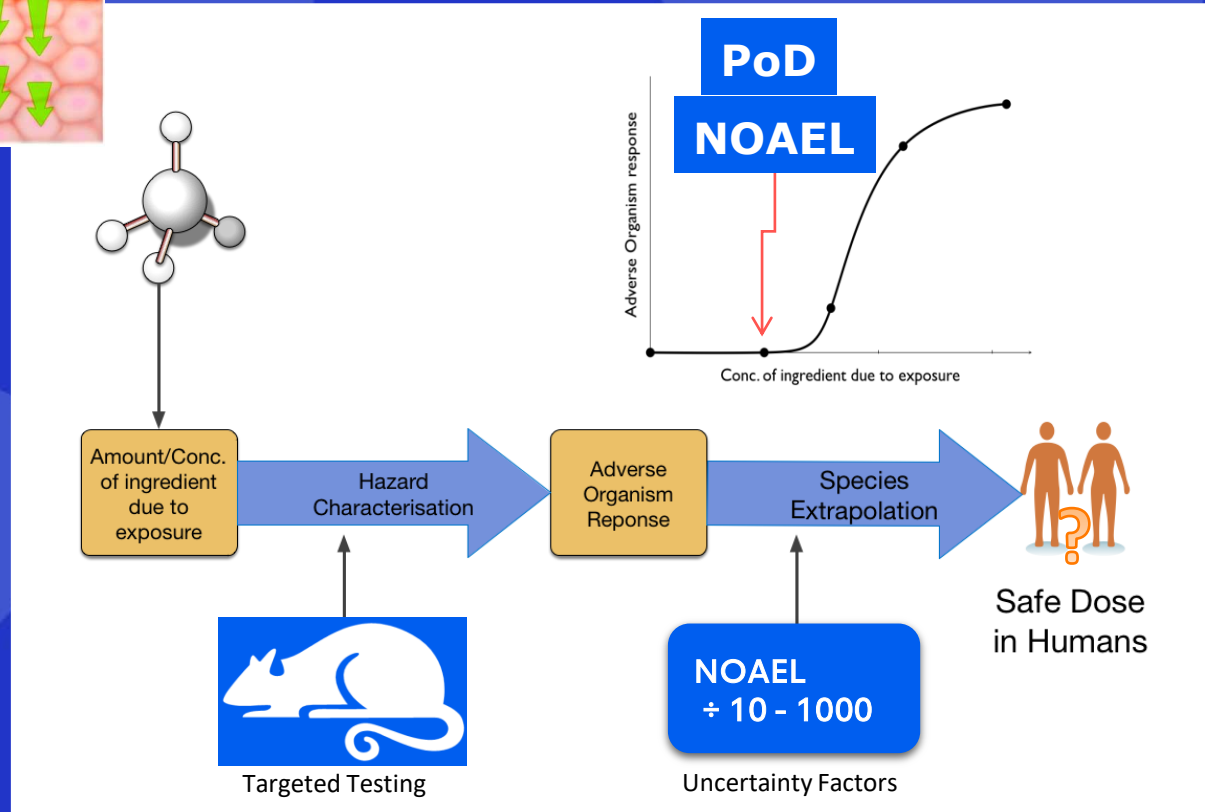 PoD
NOAEL
Adverse Organism response
Conc. of ingredient due to exposure
Amount/Conc.
of ingredient
due to
exposure
Hazard
Characterisation
Adverse
Organism
Reponse
Species
Extrapolation
?
Safe Dose
in Humans
NOAEL
÷ 10 - 1000
Targeted Testing
Uncertainty Factors